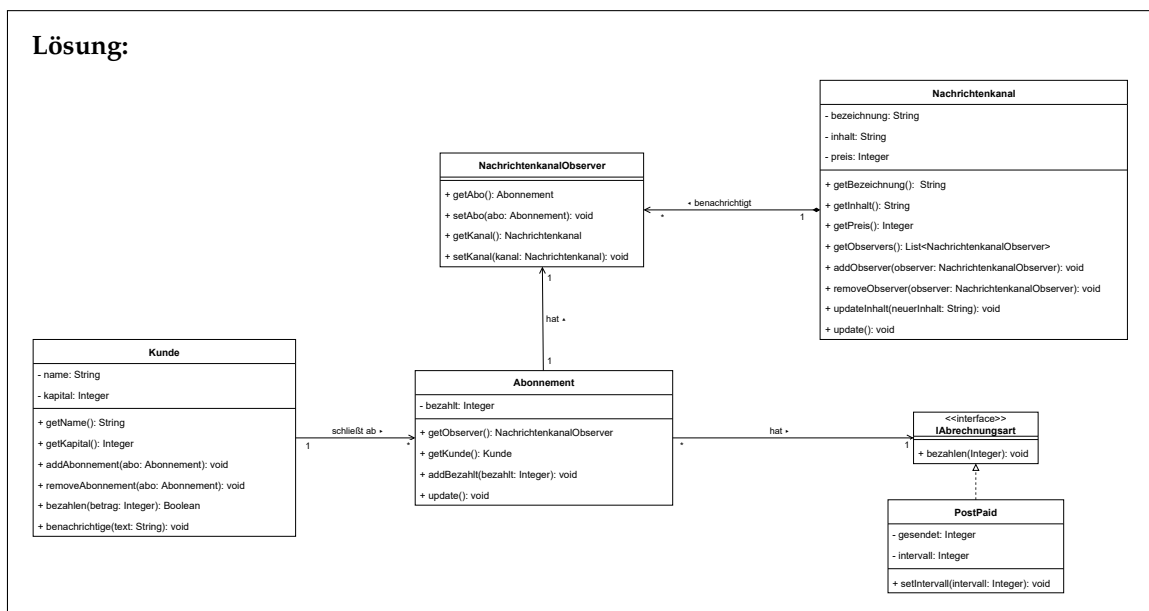 Lösung:
Nachrichtenkanal
- bezeichnung: String
- inhalt: String
- preis: Integer
+ getBezeichnung(): String
+ getInhalt(): String
+ getPreis(): Integer
+ getObservers(): List<NachrichtenkanalObserver>
+ addObserver(observer: NachrichtenkanalObserver): void
+ removeObserver(observer: NachrichtenkanalObserver): void
+ updateInhalt(neuerInhalt: String): void
+ update(): void
NachrichtenkanalObserver
+ getAbo(): Abonnement
+ setAbo(abo: Abonnement): void
+ getKanal(): Nachrichtenkanal
+ setKanal(kanal: Nachrichtenkanal): void
◂ benachrichtigt
*
1
1
hat ▴
1
Kunde
- name: String
- kapital: Integer
+ getName(): String
+ getKapital(): Integer
+ addAbonnement(abo: Abonnement): void
+ removeAbonnement(abo: Abonnement): void
+ bezahlen(betrag: Integer): Boolean
+ benachrichtige(text: String): void
schließt ab ▸
1
*
Abonnement
- bezahlt: Integer
+ getObserver(): NachrichtenkanalObserver
+ getKunde(): Kunde
+ addBezahlt(bezahlt: Integer): void
+ update(): void
hat ▸
*
1
<<interface>>
IAbrechnungsart
+ bezahlen(Integer): void
PostPaid
- gesendet: Integer
- intervall: Integer
+ setIntervall(intervall: Integer): void